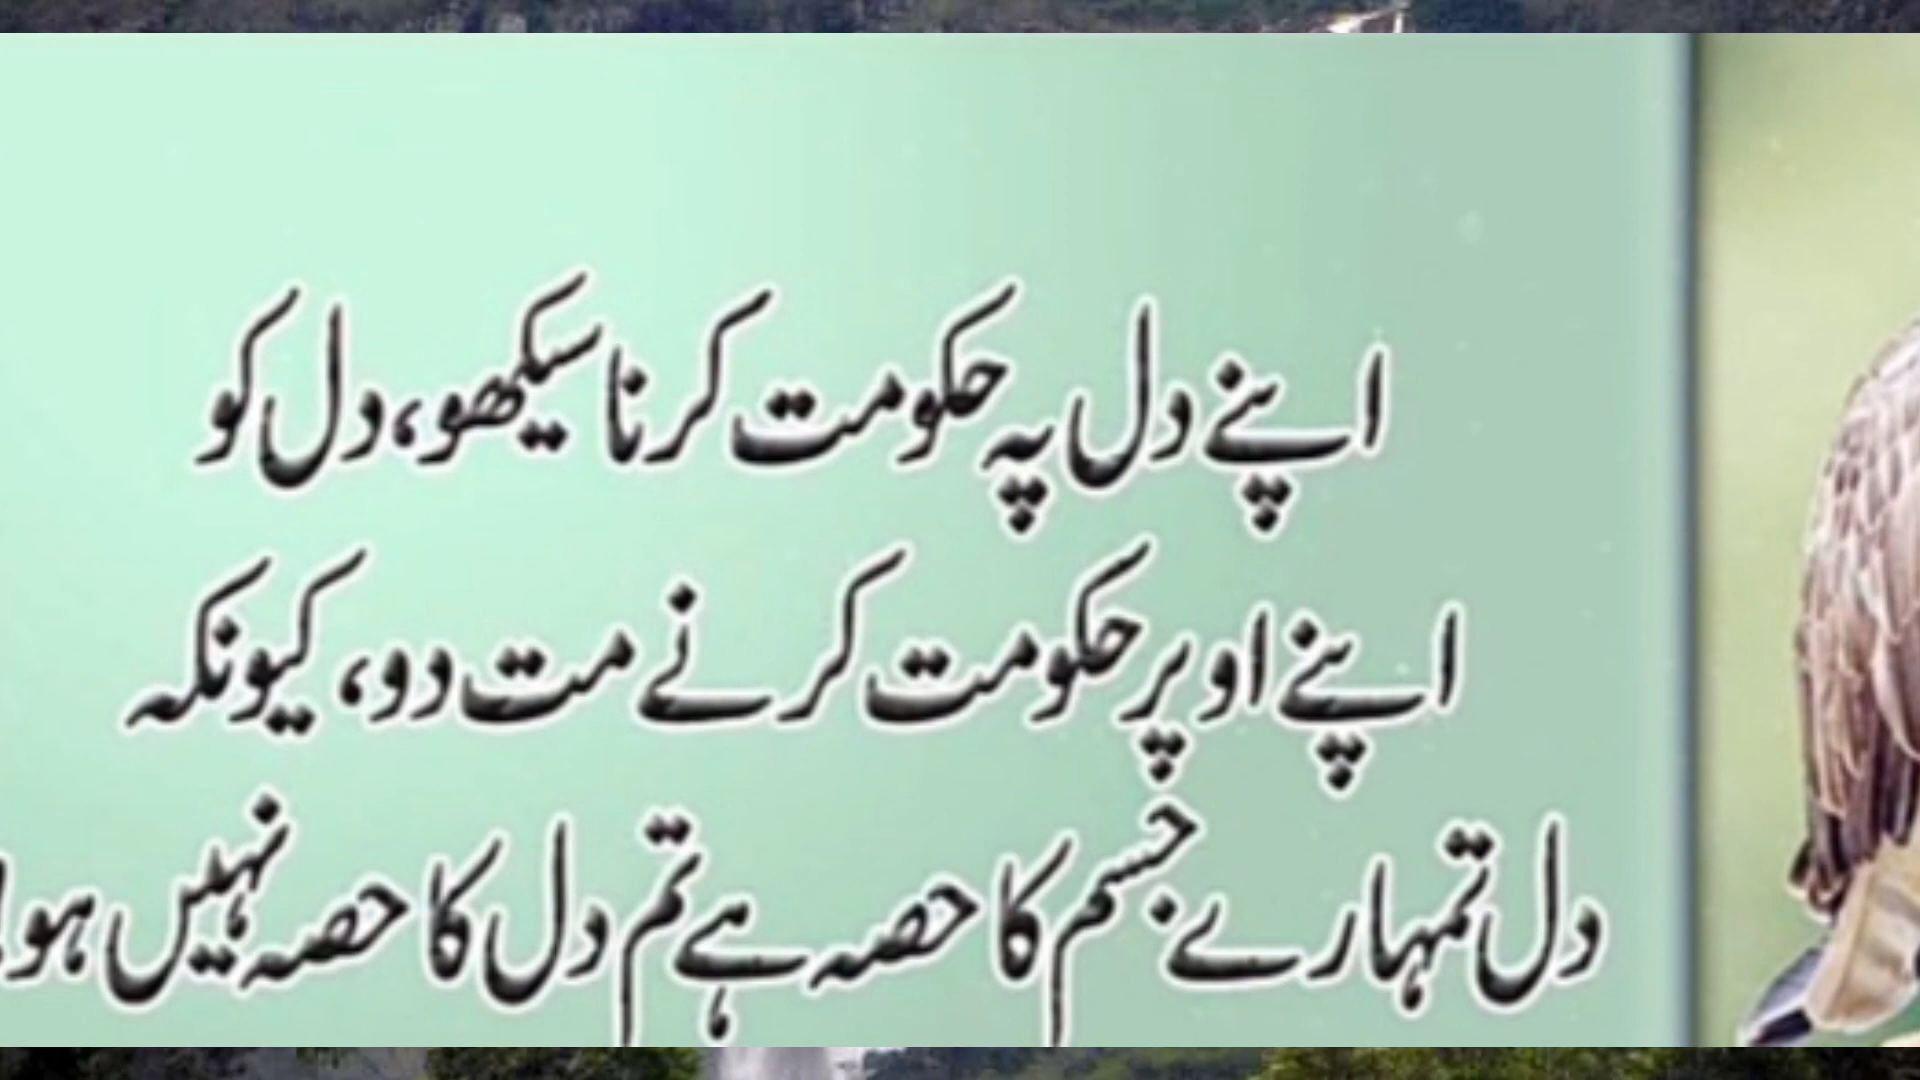 اپنے دل پہ حکومت کرنا سیکھو، دل کو
اپنے اوپر حکومت کرنے مت دو، کیونکہ
دل تمہارے جسم کا حصہ ہے تم دل کا حصہ نہیں ہو!